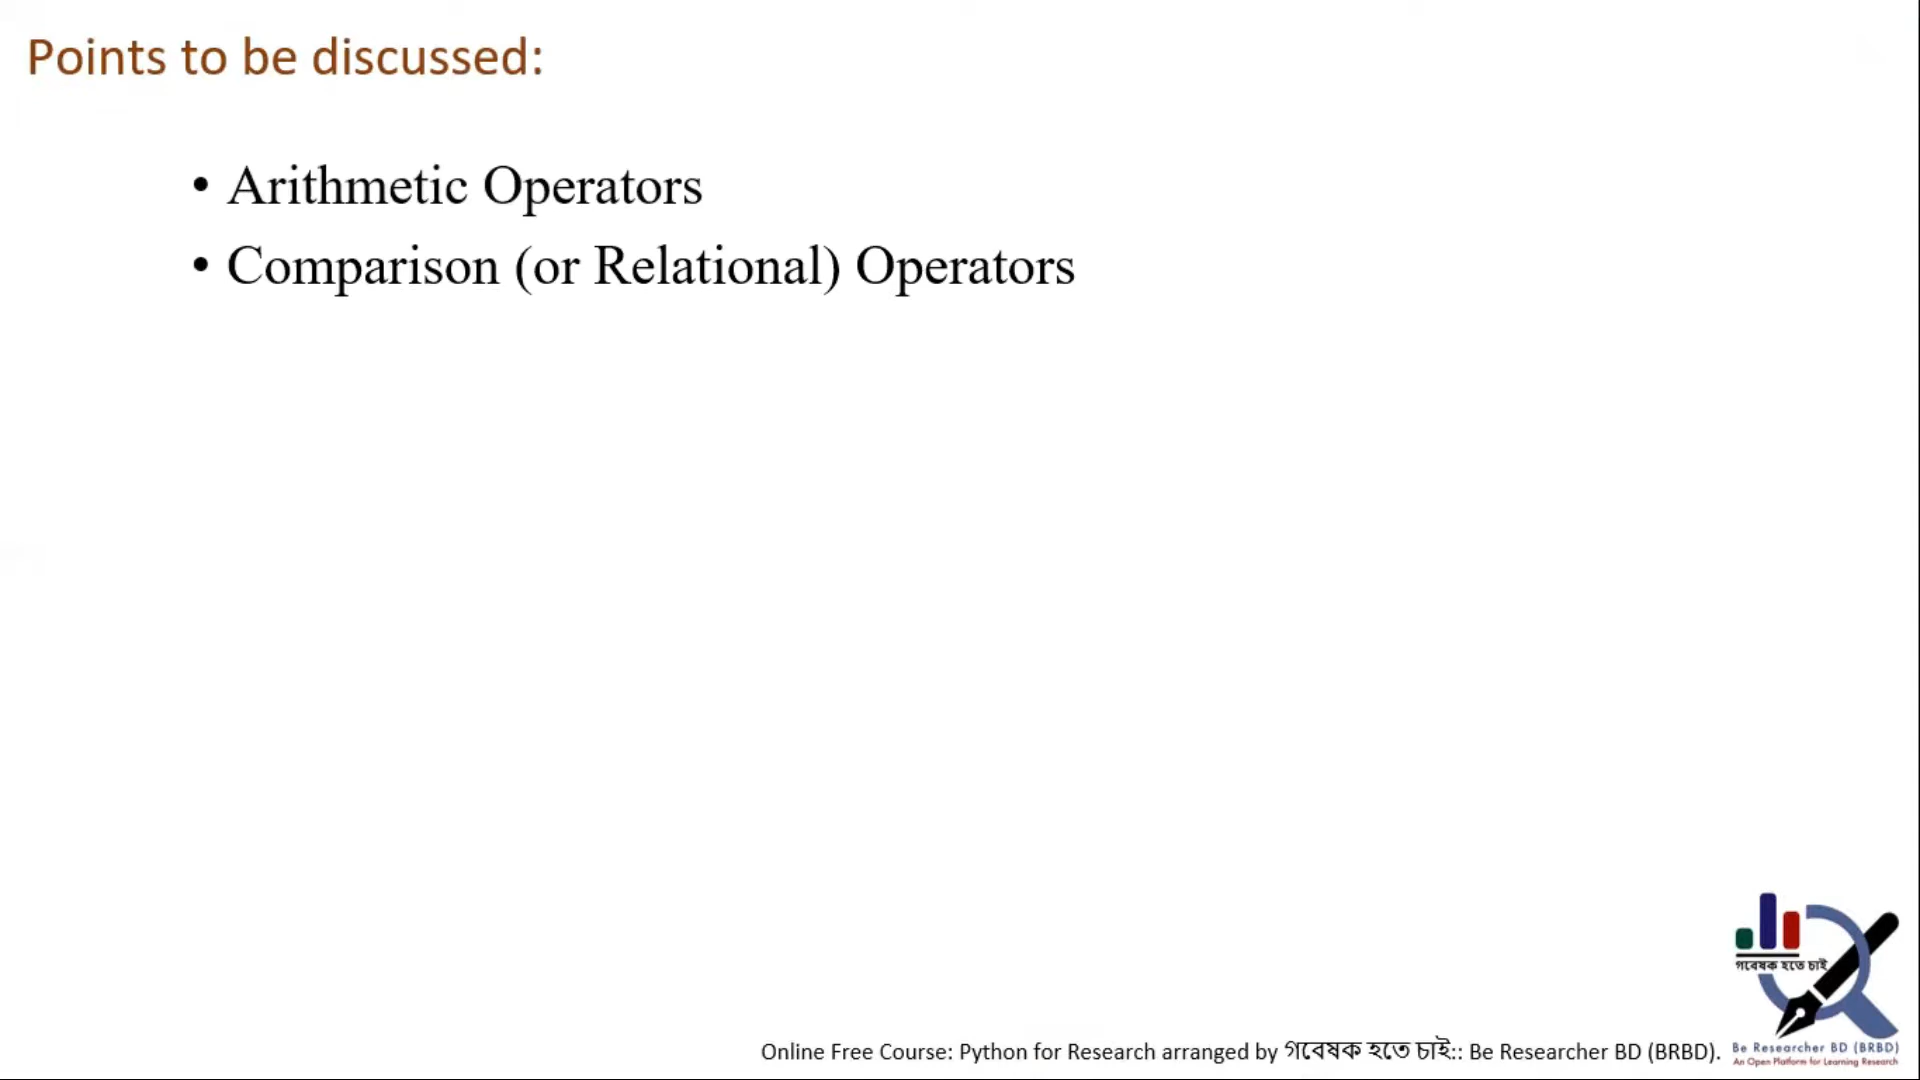 Points to be discussed:
• Arithmetic Operators
• Comparison (or Relational) Operators
গবেষক হতে চাই
Online Free Course: Python for Research arranged by গবেষক হতে চাই:: Be Researcher BD (BRBD).
Be Researcher BD (BRBD)
An Open Platform for Learning Research